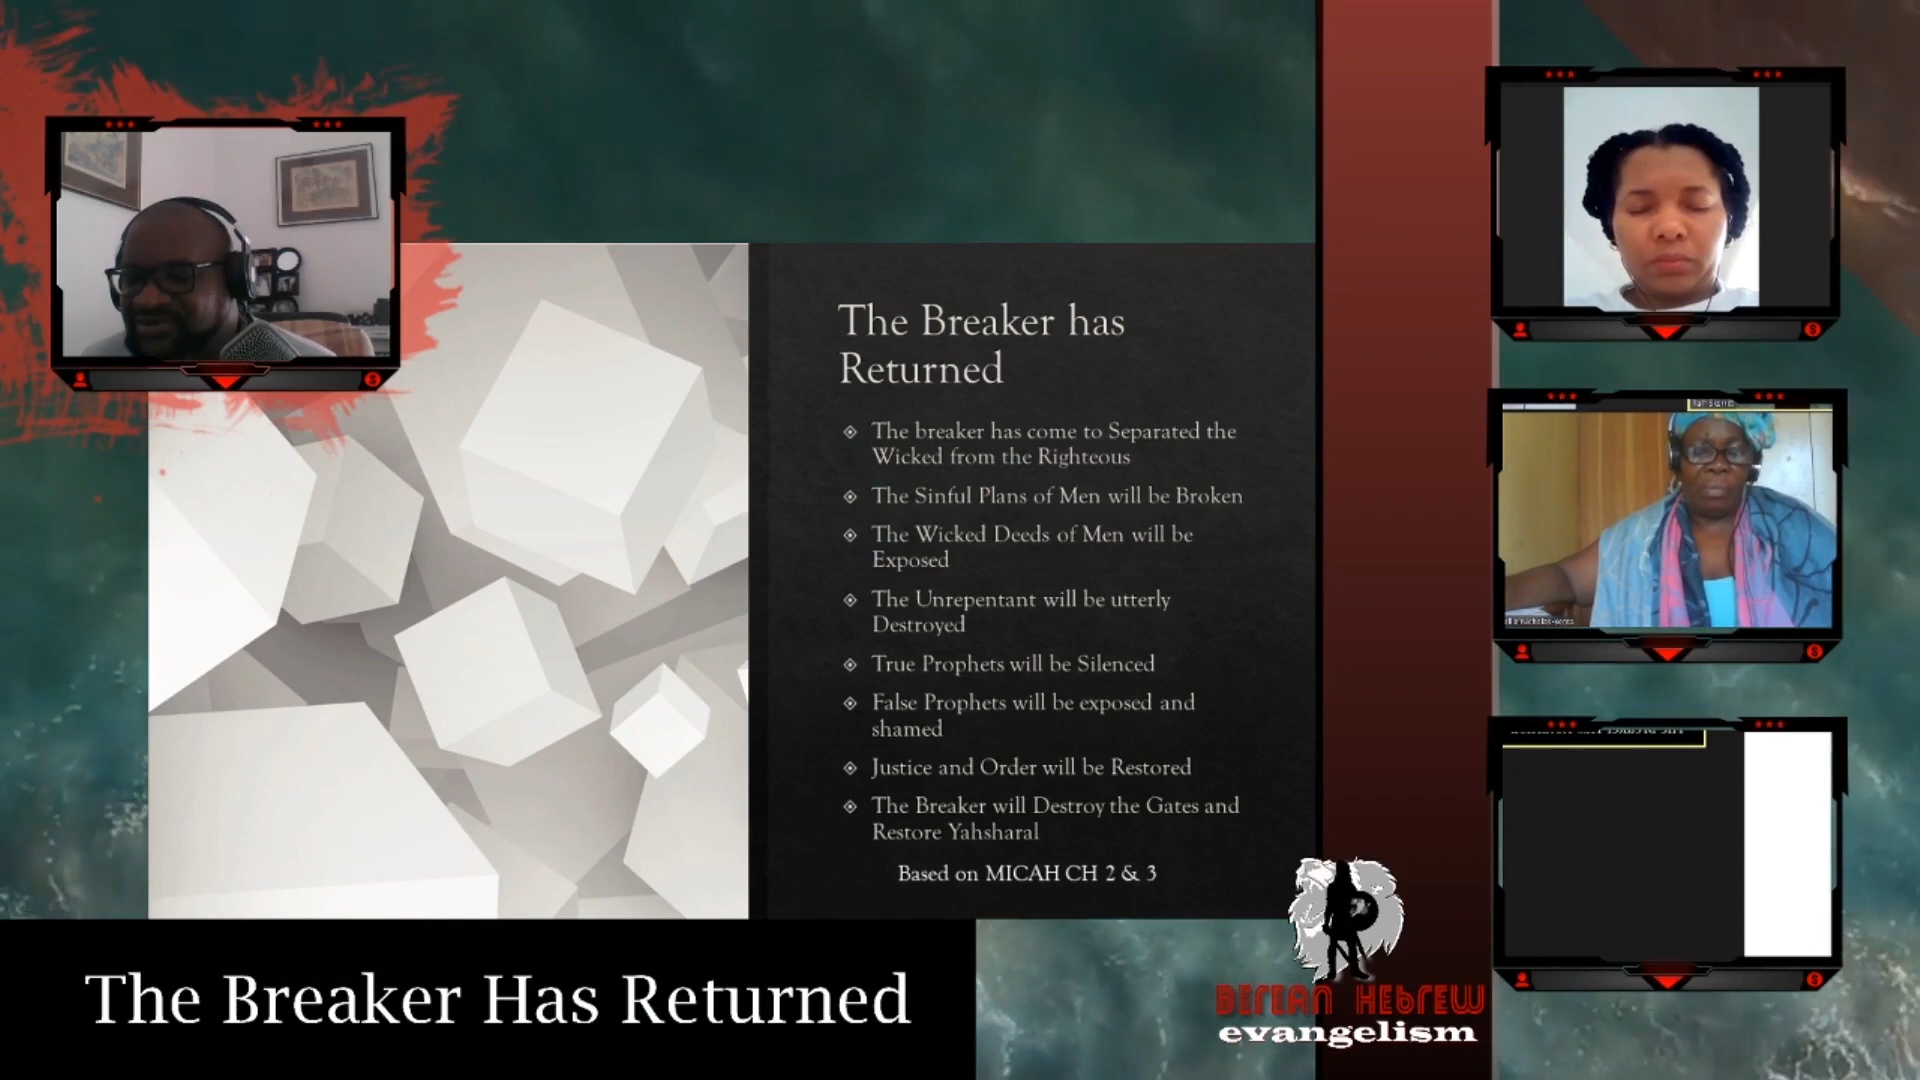 The Breaker has
Returned
The breaker has come to Separated the
Wicked from the Righteous
The Sinful Plans of Men will be Broken
The Wicked Deeds of Men will be
Exposed
The Unrepentant will be utterly
Destroyed
True Prophets will be Silenced
False Prophets will be exposed and
shamed
Justice and Order will be Restored
The Breaker will Destroy the Gates and
Restore Yahsharal
Based on MICAH CH 2 & 3
The Breaker Has Returned
BEREAN HEBREW
evangelism